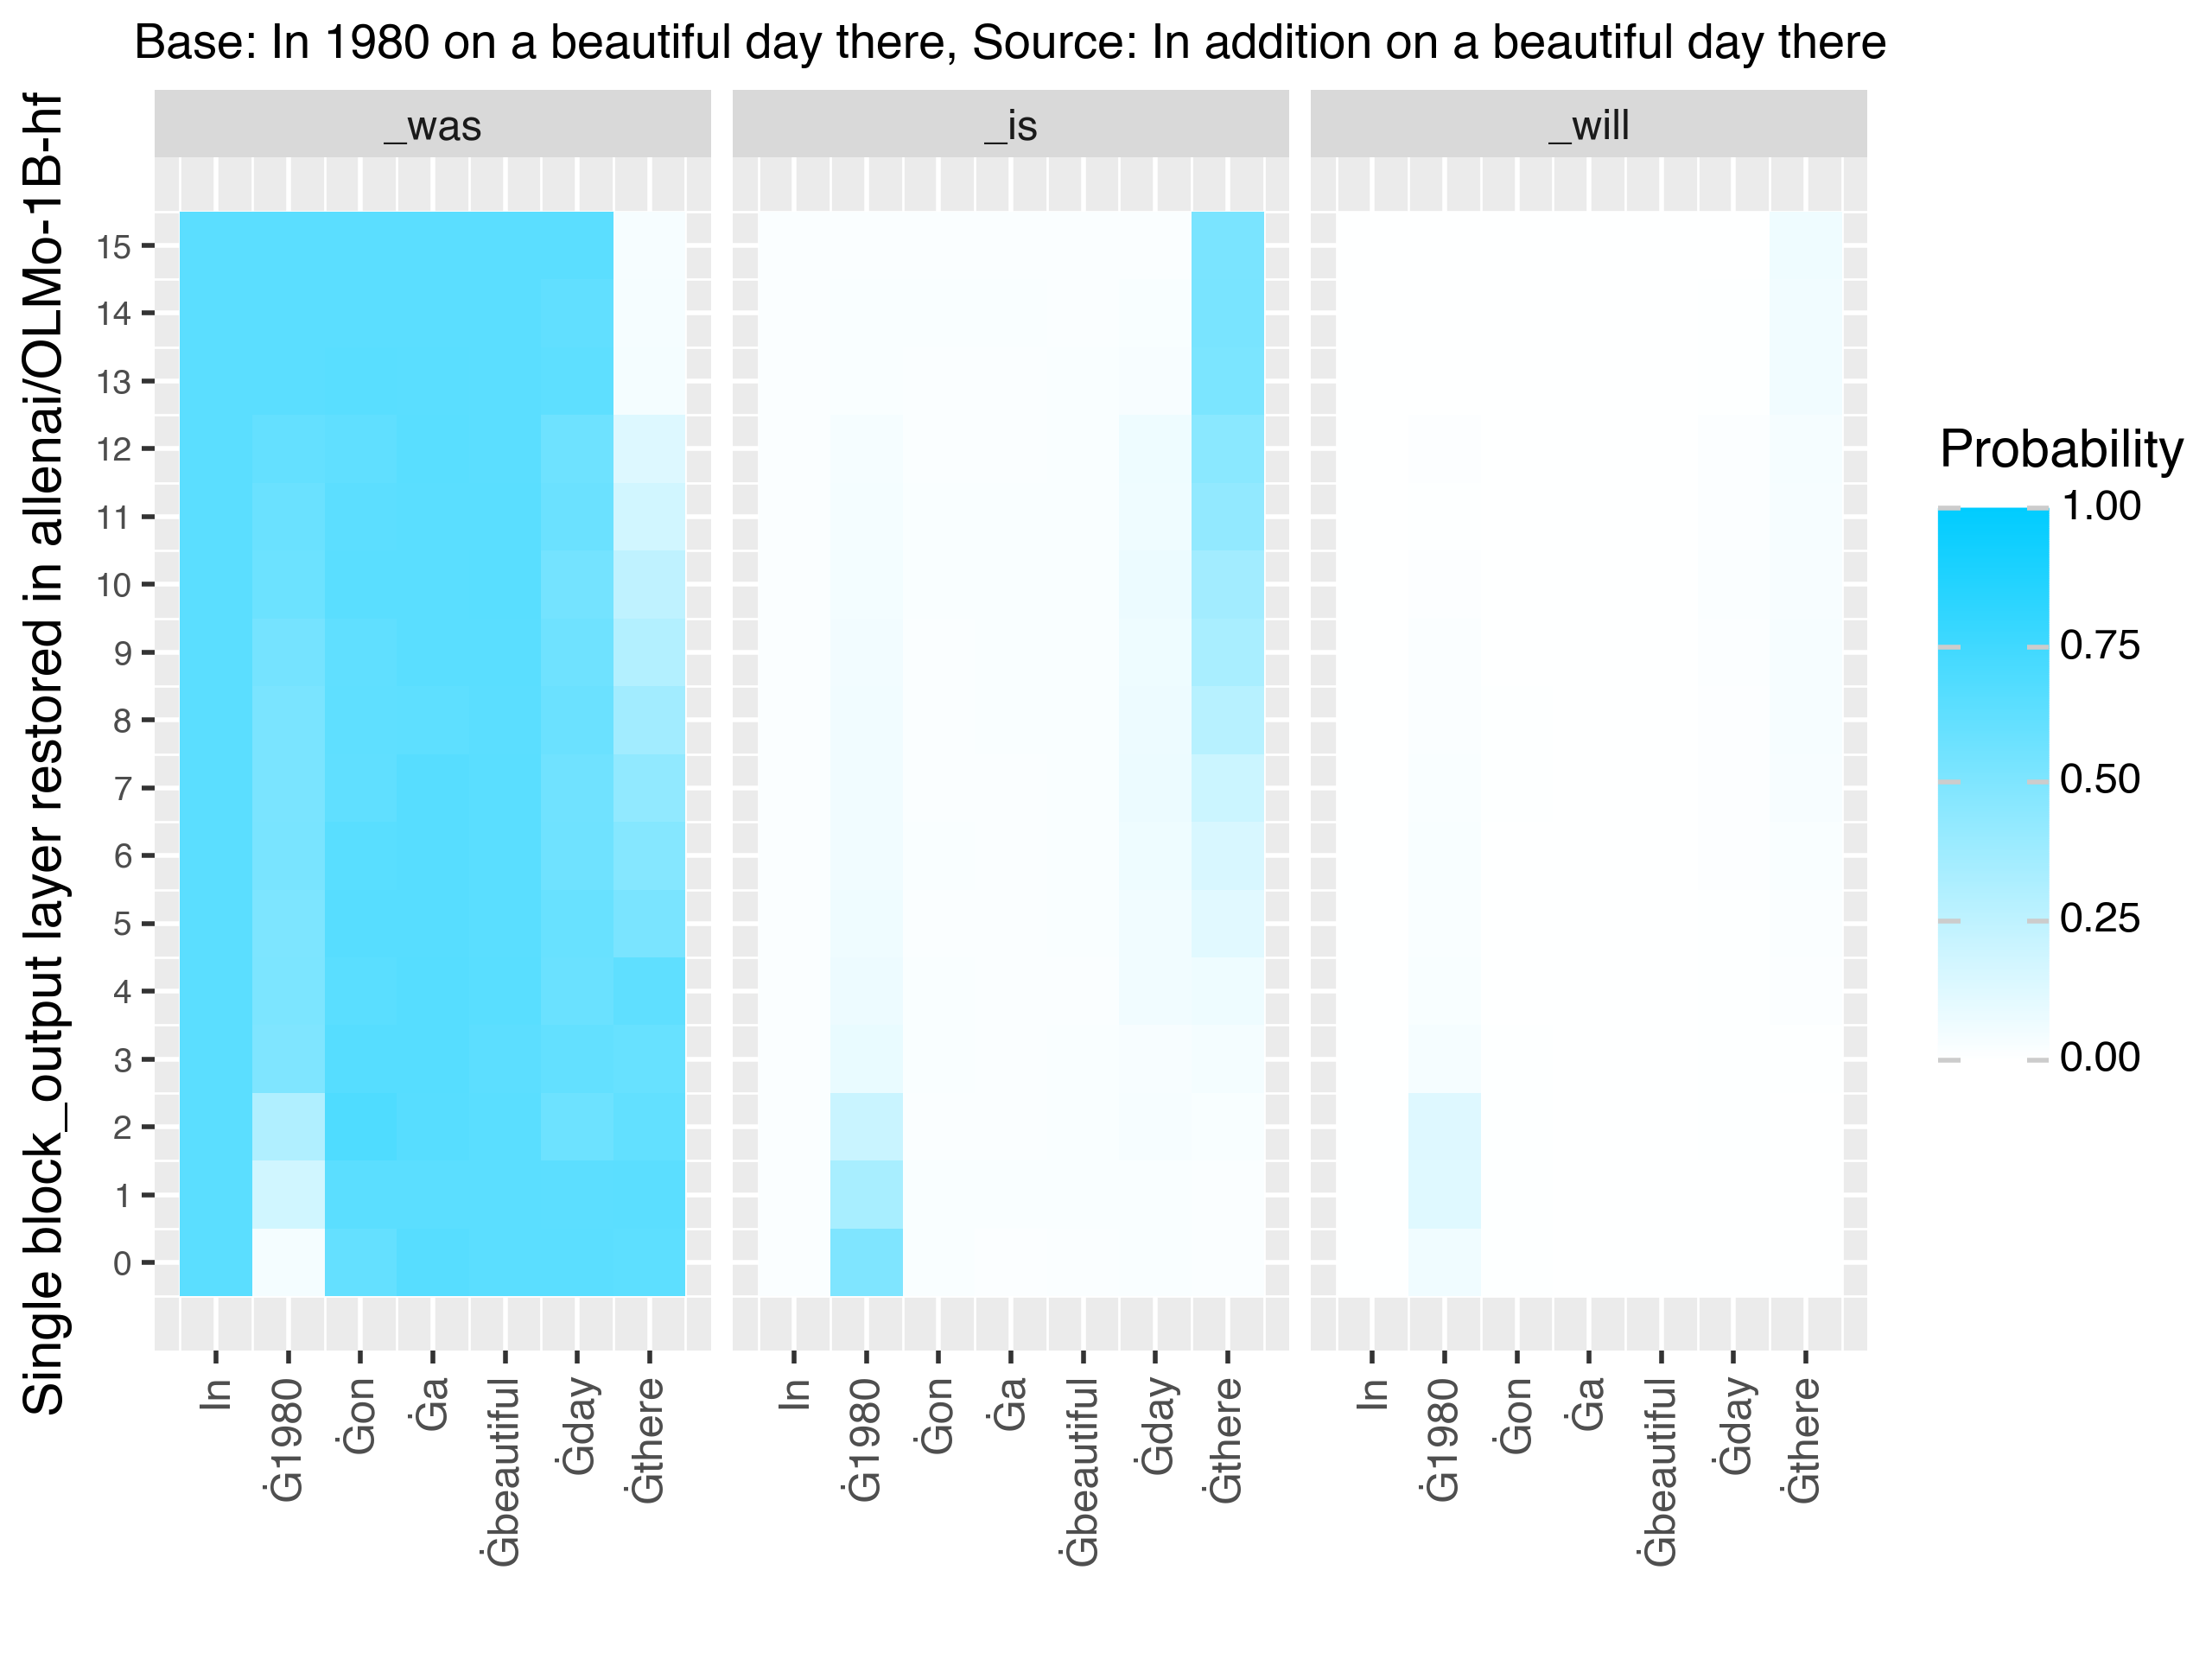 Base: In 1980 on a beautiful day there, Source: In addition on a beautiful day there
Single block_output layer restored in allenai/OLMo-1B-hf
_was
_is
_will
15
14
13
12
11
10
9
8
7
6
5
4
3
2
1
0
In
Ġ1980
Ġon
Ġa
Ġbeautiful
Ġday
Ġthere
In
Ġ1980
Ġon
Ġa
Ġbeautiful
Ġday
Ġthere
In
Ġ1980
Ġon
Ġa
Ġbeautiful
Ġday
Ġthere
Probability
1.00
0.75
0.50
0.25
0.00